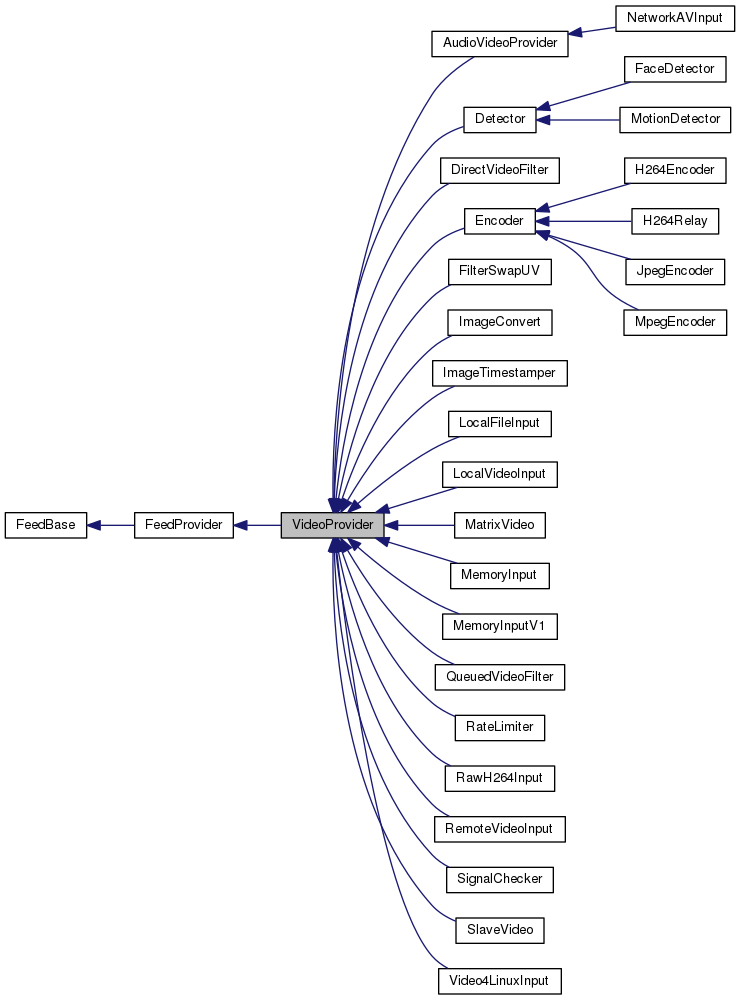 NetworkAVInput
AudioVideoProvider
FaceDetector
Detector
MotionDetector
DirectVideoFilter
H264Encoder
Encoder
H264Relay
FilterSwapUV
JpegEncoder
ImageConvert
MpegEncoder
ImageTimestamper
LocalFileInput
LocalVideoInput
FeedBase
FeedProvider
VideoProvider
MatrixVideo
MemoryInput
MemoryInputV1
QueuedVideoFilter
RateLimiter
RawH264Input
RemoteVideoInput
SignalChecker
SlaveVideo
Video4LinuxInput